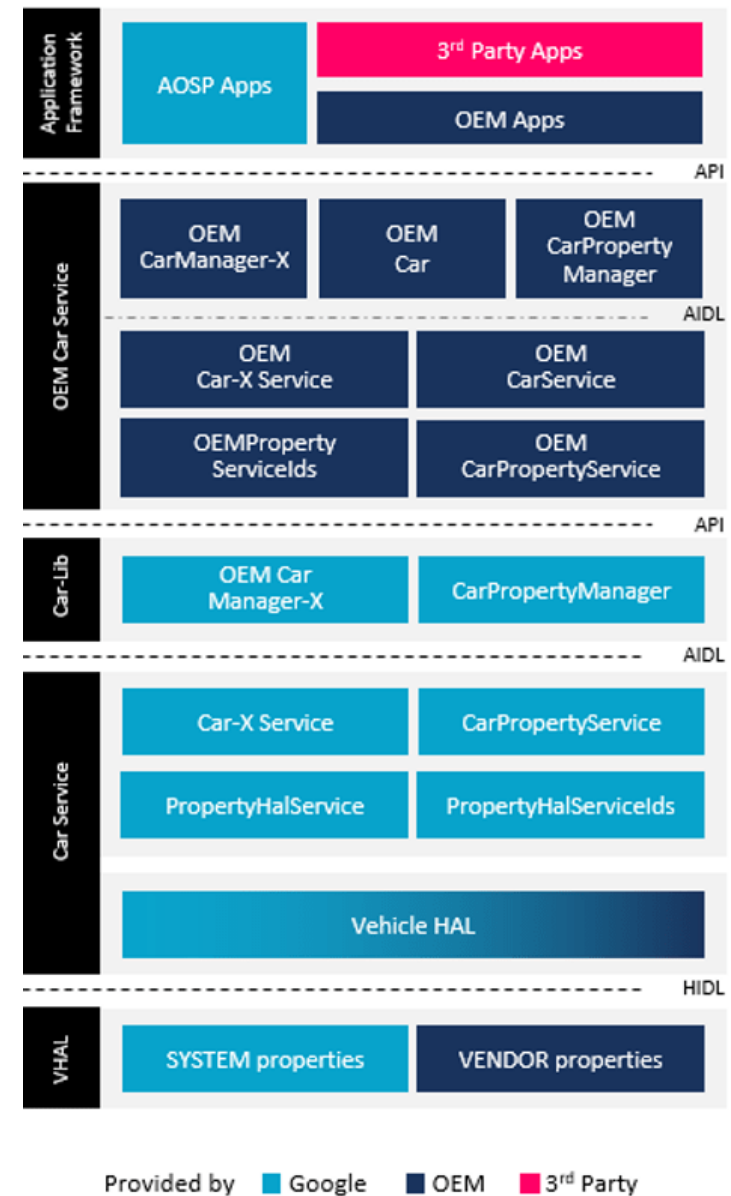 Application
Framework
AOSP Apps
3rd Party Apps
OEM Apps
API
OEM Car Service
OEM
CarManager-X
OEM
Car
OEM
CarProperty
Manager
AIDL
OEM
Car-X Service
OEM
CarService
OEMProperty
ServiceIds
OEM
CarPropertyService
API
Car-Lib
OEM Car
Manager-X
CarPropertyManager
AIDL
Car Service
Car-X Service
CarPropertyService
PropertyHalService
PropertyHalServiceIds
Vehicle HAL
HIDL
VHAL
SYSTEM properties
VENDOR properties
Provided by Google OEM 3rd Party